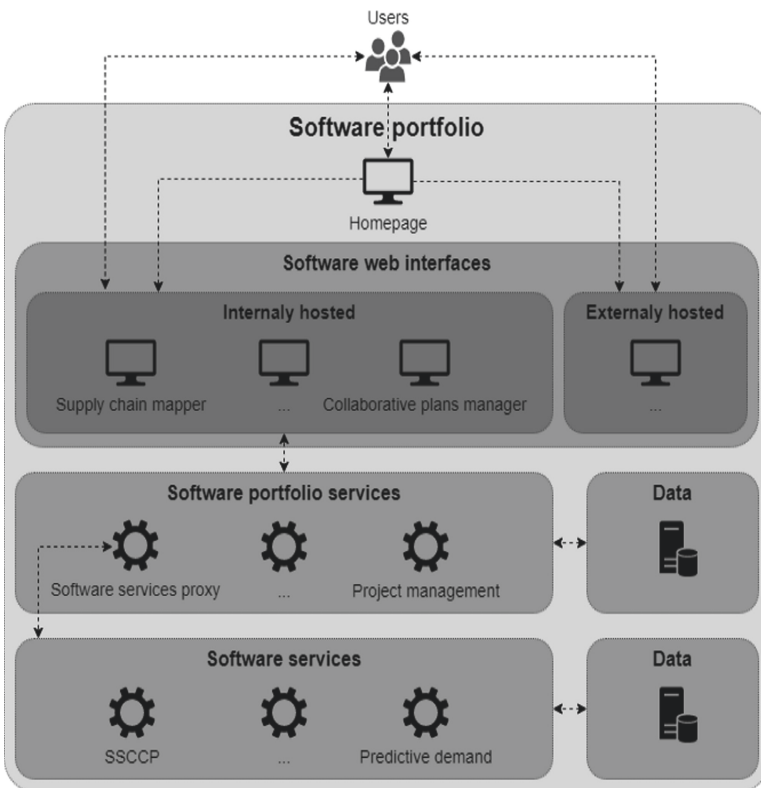 Users
Software portfolio
Homepage
Software web interfaces
Internaly hosted
Externaly hosted
Supply chain mapper
...
Collaborative plans manager
...
Software portfolio services
Data
Software services proxy
...
Project management
Software services
Data
SSCCP
...
Predictive demand